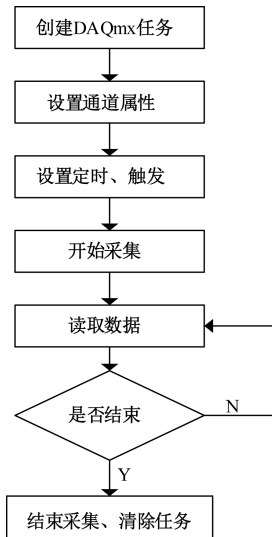 创建DAQmx任务
设置通道属性
设置定时、触发
开始采集
读取数据
是否结束
N
Y
结束采集、清除任务